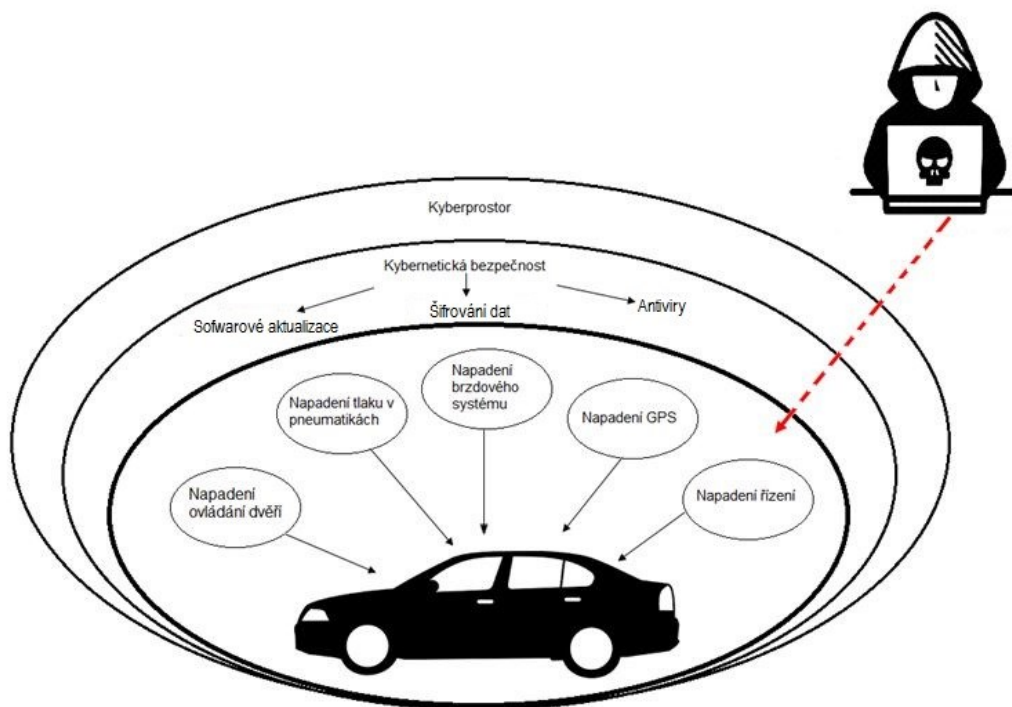 Kyberprostor
Kybernetická bezpečnost
Sofwarové aktualizace
Šifrování dat
Antiviry
Napadení
ovládání dvěří
Napadení tlaku v
pneumatikách
Napadení
brzdového
systému
Napadení GPS
Napadení řízení